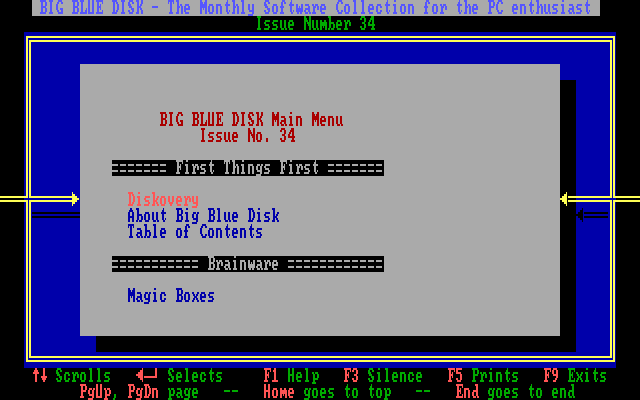 BIG BLUE DISK - The Monthly Software Collection for the PC enthusiast
Issue Number 34
BIG BLUE DISK Main Menu
Issue No. 34
======= First Things First =======
Diskovery
About Big Blue Disk
Table of Contents
=========== Brainware ============
Magic Boxes
↑↓ Scrolls ↵ Selects F1 Help F3 Silence F5 Prints F9 Exits
PgUp, PgDn page -- Home goes to top -- End goes to end